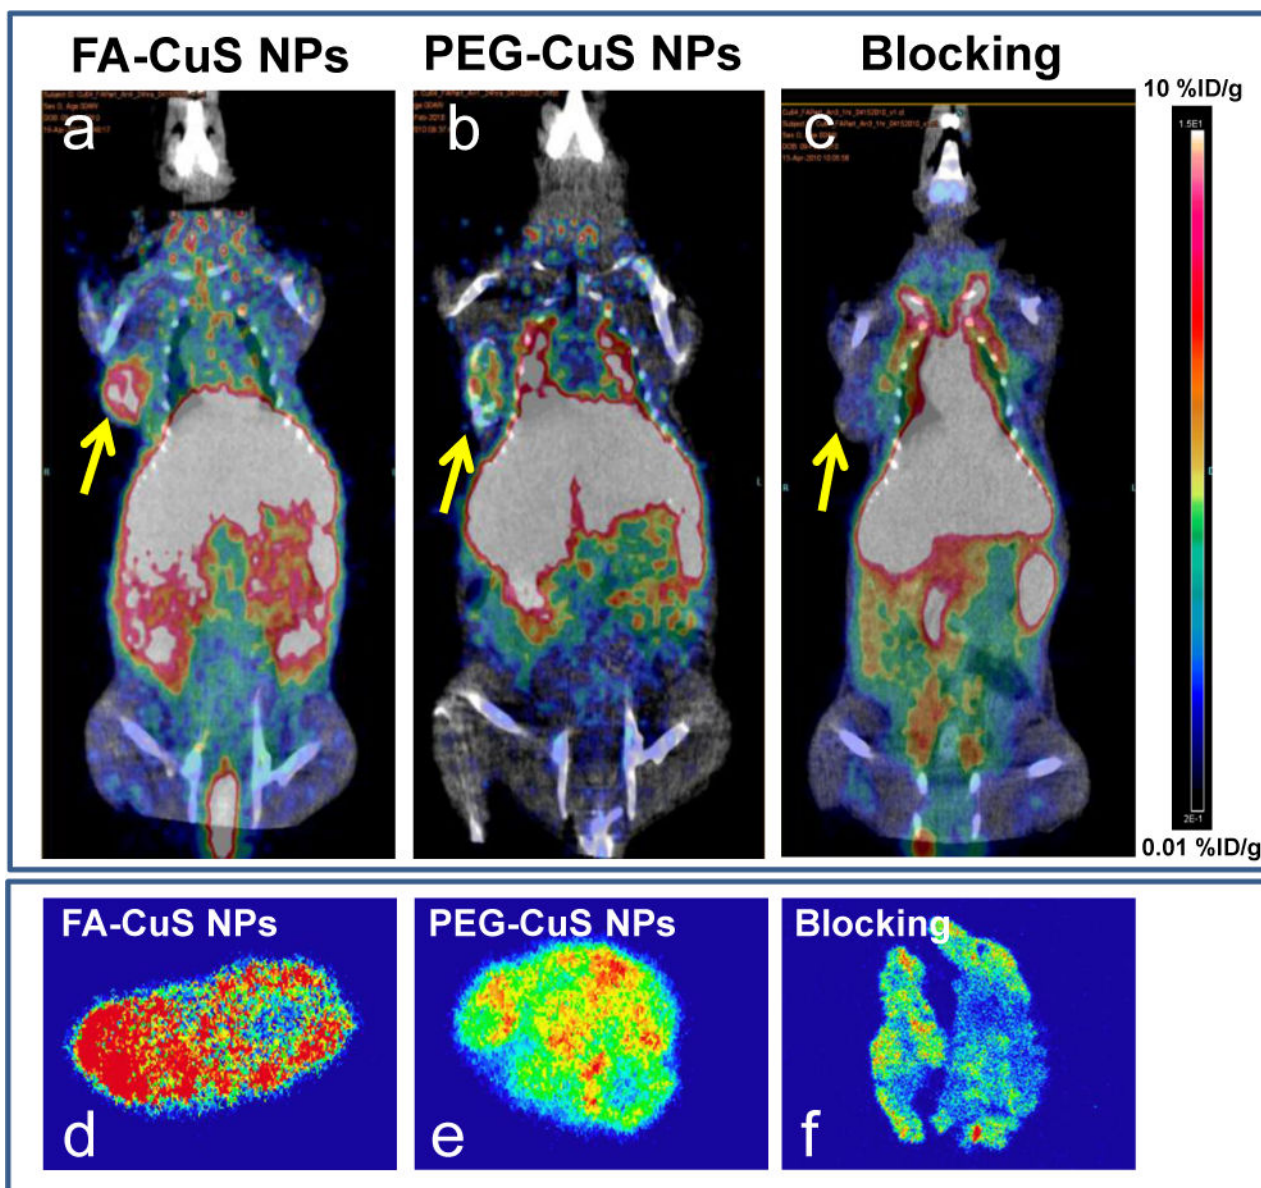 FA-CuS NPs
PEG-CuS NPs
Blocking
10 %ID/g
a
b
c
1.5E1
2E-1
0.01 %ID/g
R
L
R
L
FA-CuS NPs
PEG-CuS NPs
Blocking
d
e
f